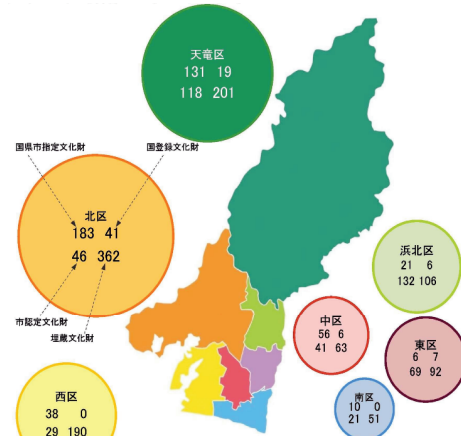 天竜区
131 19
118 201
国県市指定文化財
国登録文化財
北区
183 41
46 362
市認定文化財
埋蔵文化財
浜北区
21 6
132 106
中区
56 6
41 63
東区
6 7
69 92
西区
38 0
29 190
南区
10 0
21 51